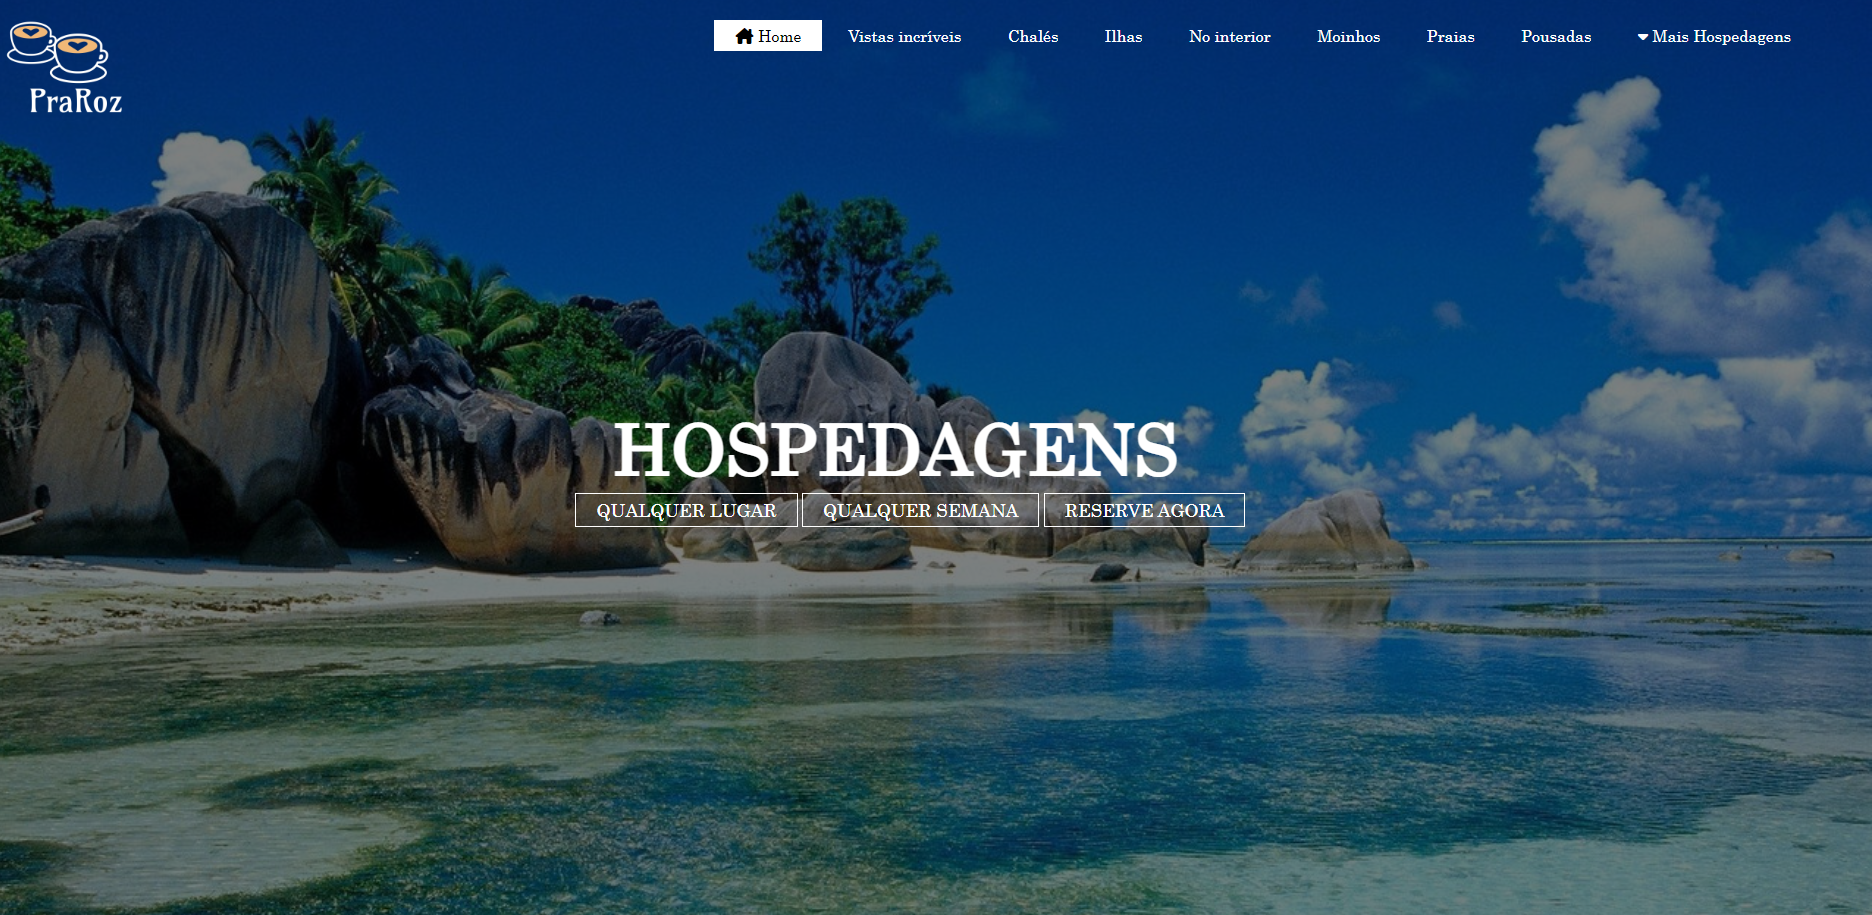 Home Vistas incríveis Chalés Ilhas No interior Moinhos Praias Pousadas Mais Hospedagens
PraRoz
HOSPEDAGENS
QUALQUER LUGAR QUALQUER SEMANA RESERVE AGORA